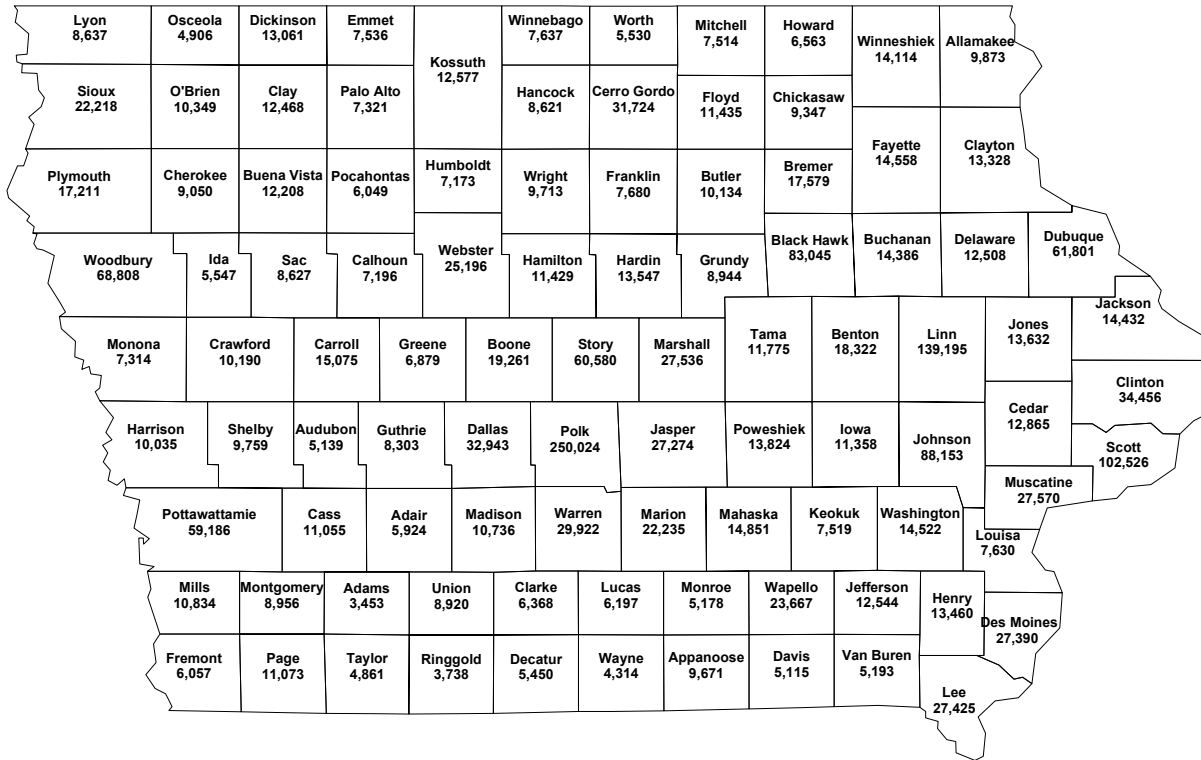 Lyon
8,637
Osceola
4,906
Dickinson
13,061
Emmet
7,536
Kossuth
12,577
Winnebago
7,637
Worth
5,530
Mitchell
7,514
Howard
6,563
Winneshiek
14,114
Allamakee
9,873
Sioux
22,218
O'Brien
10,349
Clay
12,468
Palo Alto
7,321
Hancock
8,621
Cerro Gordo
31,724
Floyd
11,435
Chickasaw
9,347
Fayette
14,558
Clayton
13,328
Plymouth
17,211
Cherokee
9,050
Buena Vista
12,208
Pocahontas
6,049
Humboldt
7,173
Wright
9,713
Franklin
7,680
Butler
10,134
Bremer
17,579
Woodbury
68,808
Ida
5,547
Sac
8,627
Calhoun
7,196
Webster
25,196
Hamilton
11,429
Hardin
13,547
Grundy
8,944
Black Hawk
83,045
Buchanan
14,386
Delaware
12,508
Dubuque
61,801
Monona
7,314
Crawford
10,190
Carroll
15,075
Greene
6,879
Boone
19,261
Story
60,580
Marshall
27,536
Tama
11,775
Benton
18,322
Linn
139,195
Jones
13,632
Jackson
14,432
Clinton
34,456
Harrison
10,035
Shelby
9,759
Audubon
5,139
Guthrie
8,303
Dallas
32,943
Polk
250,024
Jasper
27,274
Poweshiek
13,824
Iowa
11,358
Johnson
88,153
Cedar
12,865
Scott
102,526
Muscatine
27,570
Pottawattamie
59,186
Cass
11,055
Adair
5,924
Madison
10,736
Warren
29,922
Marion
22,235
Mahaska
14,851
Keokuk
7,519
Washington
14,522
Louisa
7,630
Mills
10,834
Montgomery
8,956
Adams
3,453
Union
8,920
Clarke
6,368
Lucas
6,197
Monroe
5,178
Wapello
23,667
Jefferson
12,544
Henry
13,460
Des Moines
27,390
Fremont
6,057
Page
11,073
Taylor
4,861
Ringgold
3,738
Decatur
5,450
Wayne
4,314
Appanoose
9,671
Davis
5,115
Van Buren
5,193
Lee
27,425